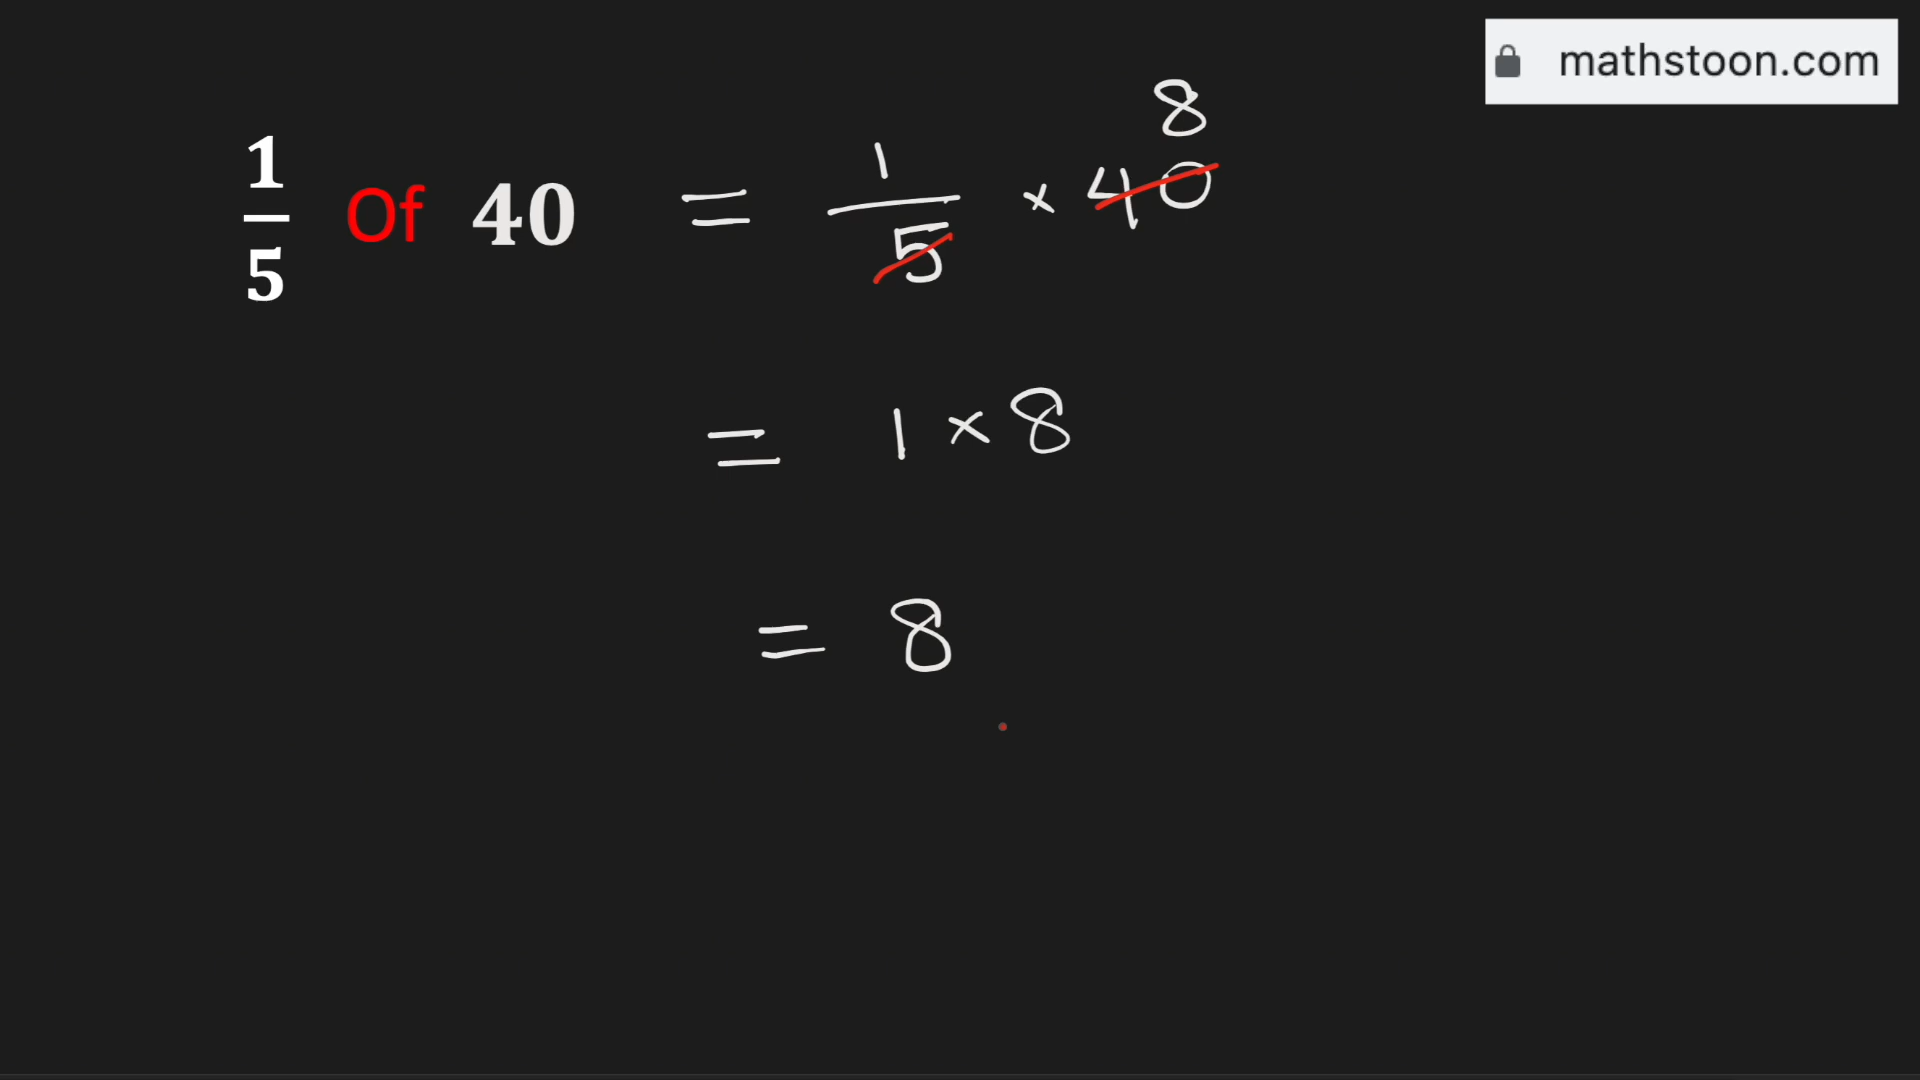 mathstoon.com
1/5 Of 40 = 1/5 × 40 8
= 1 × 8
= 8